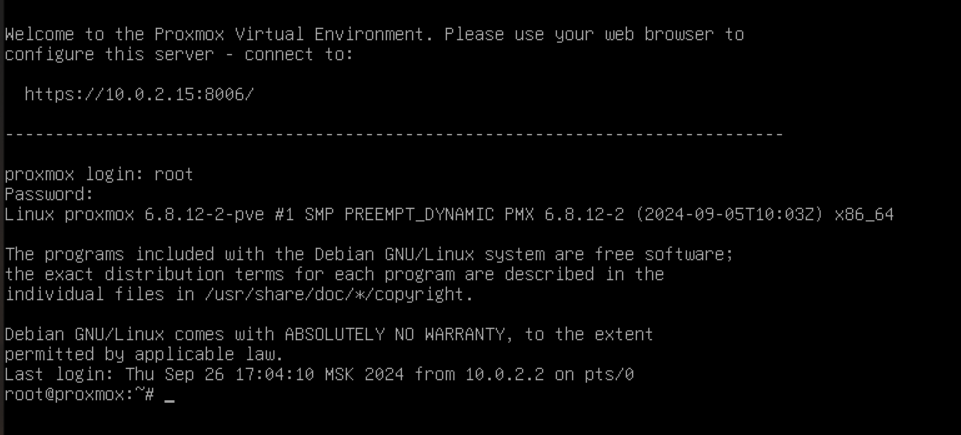 Welcome to the Proxmox Virtual Environment. Please use your web browser to
configure this server - connect to:
https://10.0.2.15:8006/
------------------------------------------------------------------------------
proxmox login: root
Password:
Linux proxmox 6.8.12-2-pve #1 SMP PREEMPT_DYNAMIC PMX 6.8.12-2 (2024-09-05T10:03Z) x86_64
The programs included with the Debian GNU/Linux system are free software;
the exact distribution terms for each program are described in the
individual files in /usr/share/doc/*/copyright.
Debian GNU/Linux comes with ABSOLUTELY NO WARRANTY, to the extent
permitted by applicable law.
Last login: Thu Sep 26 17:04:10 MSK 2024 from 10.0.2.2 on pts/0
root@proxmox:~# _